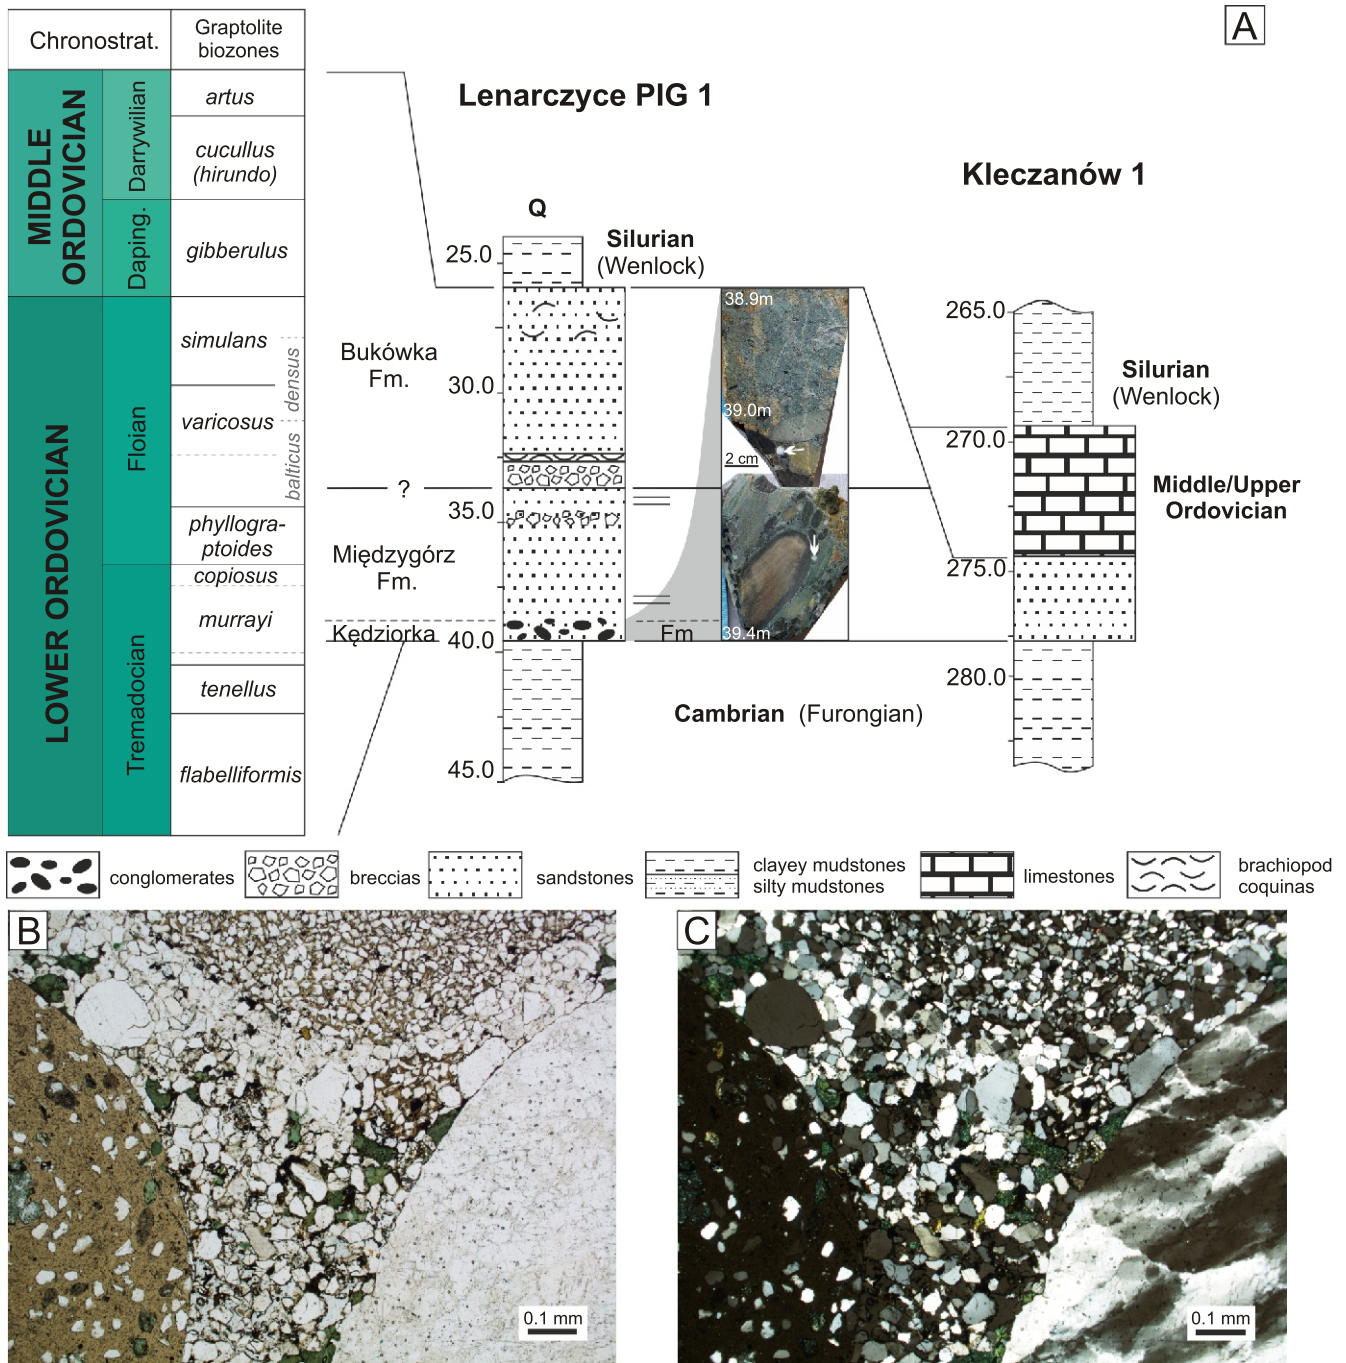 A
Chronostrat.
Graptolite
biozones
MIDDLE
ORDOVICIAN
Darrywilian
Daping.
artus
cucullus
(hirundo)
gibberulus
LOWER ORDOVICIAN
Floian
Tremadocian
simulans
densus
varicosus
balticus
phyllogra-
ptoides
copiosus
murrayi
tenellus
flabelliformis
Lenarczyce PIG 1
Q
25.0
30.0
35.0
40.0
45.0
Silurian
(Wenlock)
Bukówka
Fm.
?
Międzygórz
Fm.
Kędziorka
Fm
38.9m
39.0m
2 cm
39.4m
Cambrian (Furongian)
Kleczanów 1
265.0
270.0
275.0
280.0
Silurian
(Wenlock)
Middle/Upper
Ordovician
conglomerates
breccias
sandstones
clayey mudstones
silty mudstones
limestones
brachiopod
coquinas
B
0.1 mm
C
0.1 mm